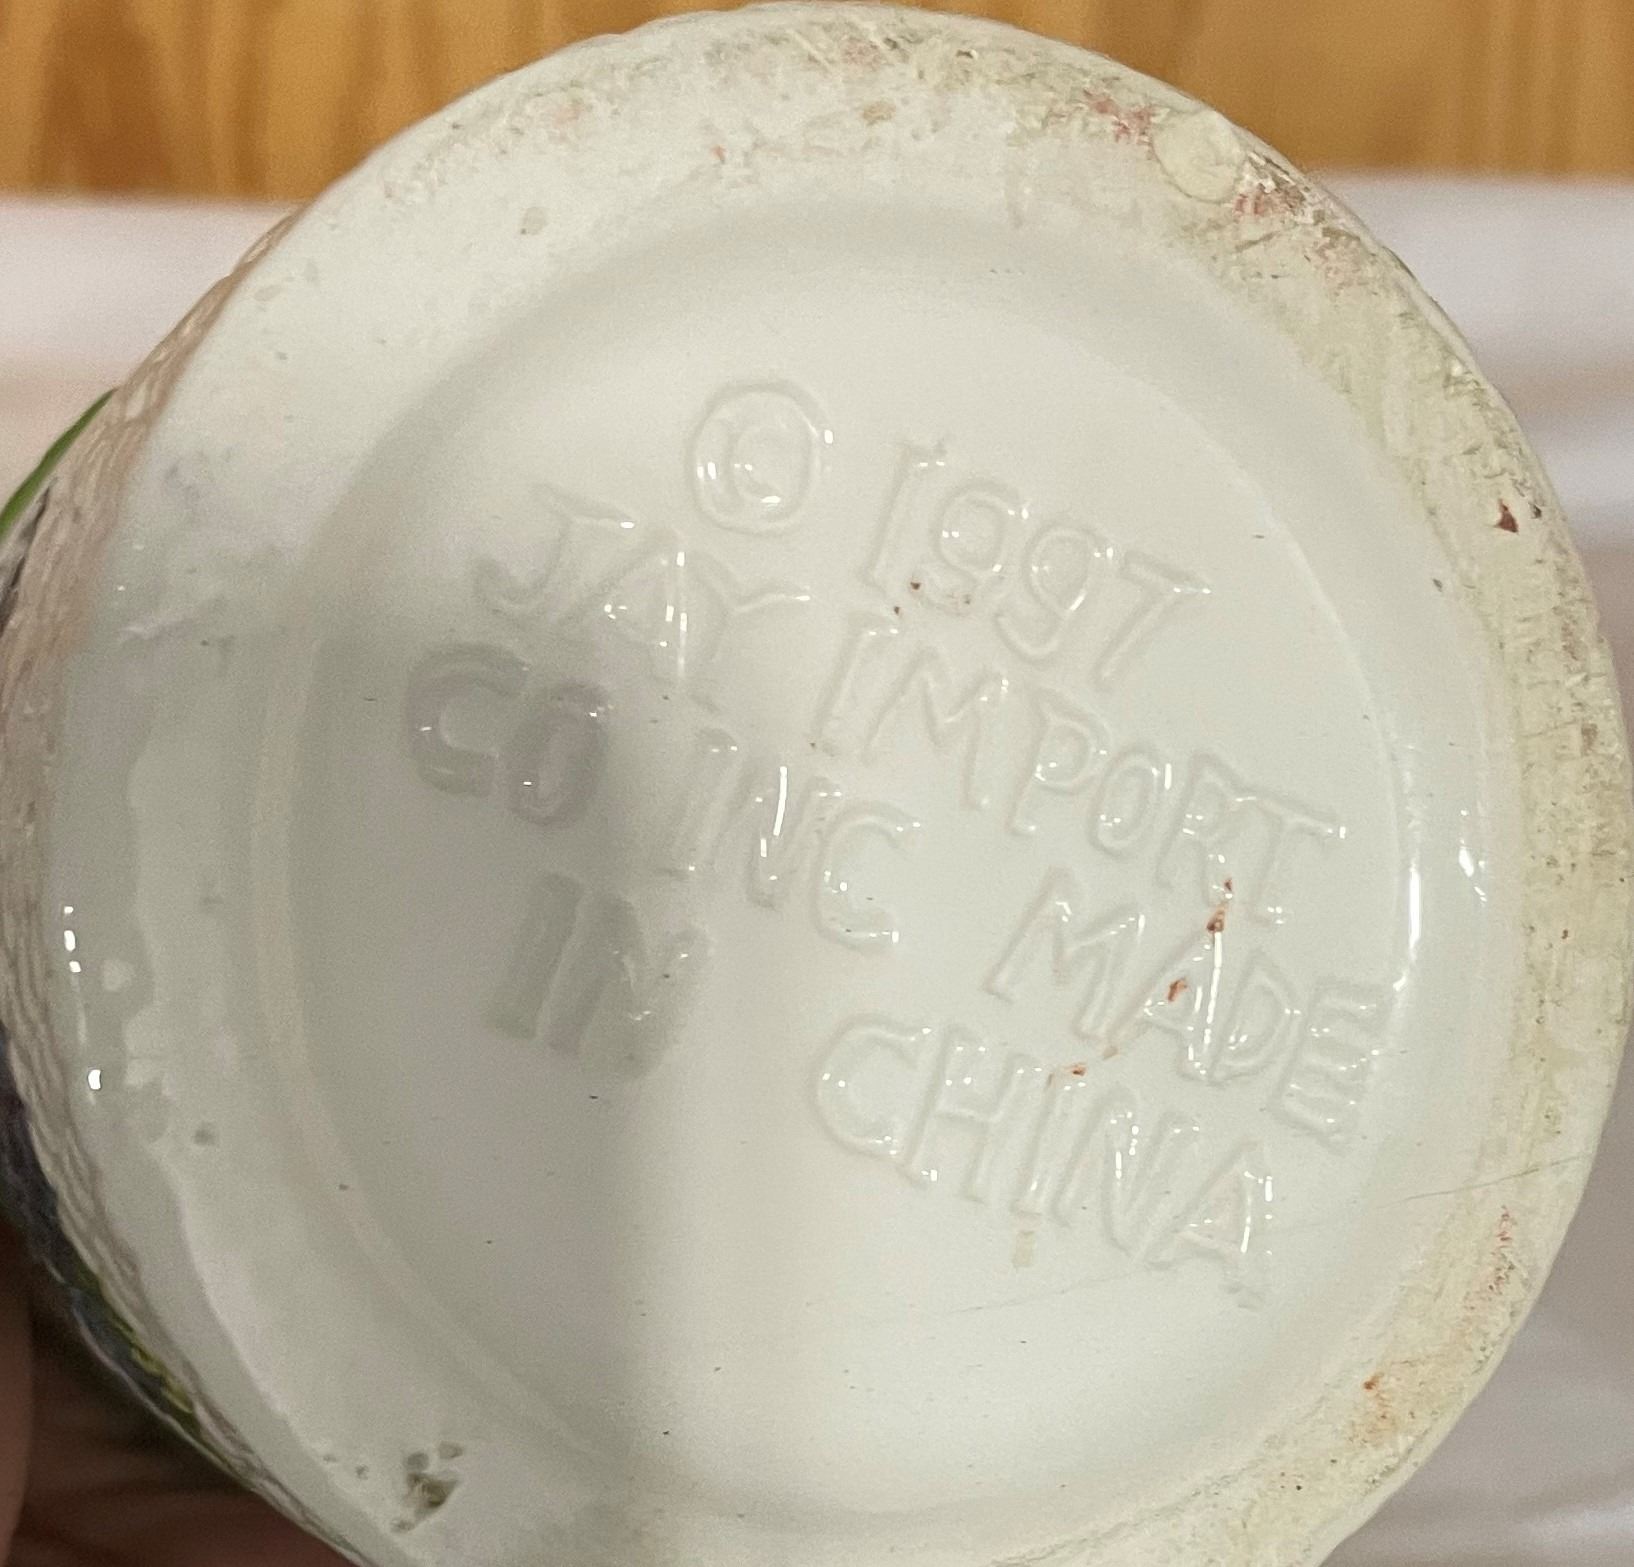 © 1997
JAY IMPORT
CO INC MADE
IN CHINA